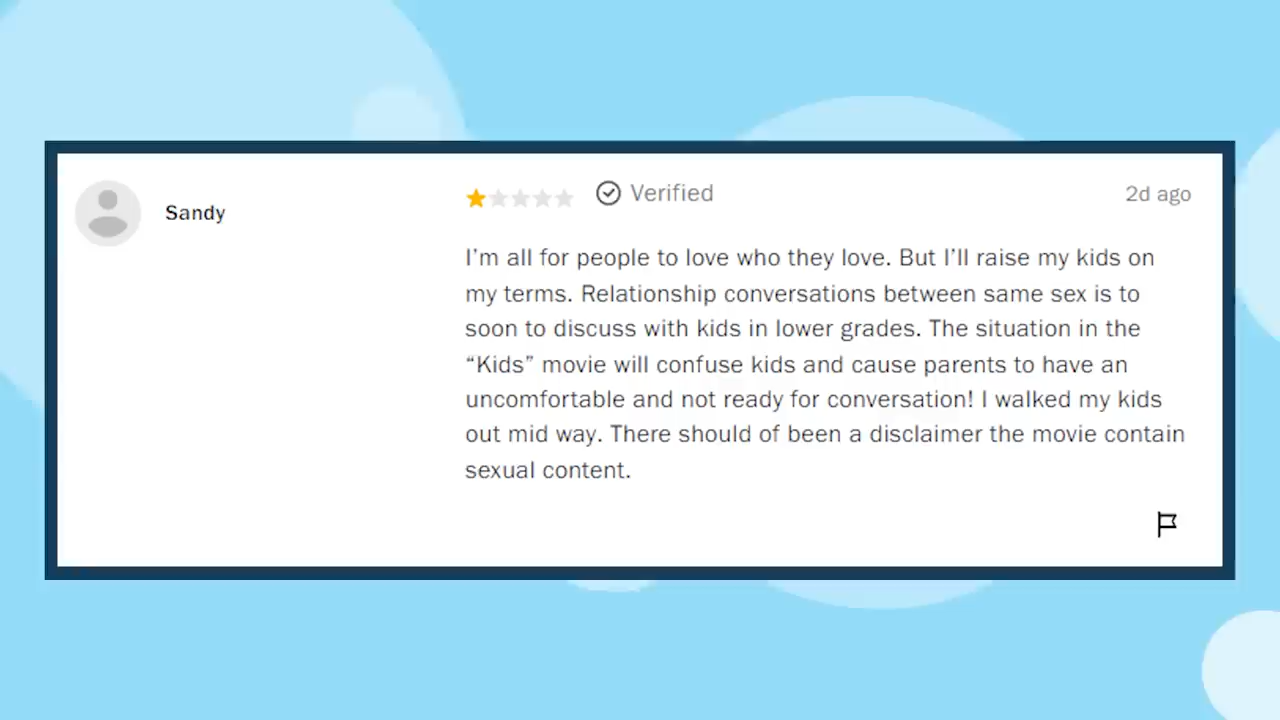 Sandy
Verified
2d ago
I'm all for people to love who they love. But I'll raise my kids on
my terms. Relationship conversations between same sex is to
soon to discuss with kids in lower grades. The situation in the
“Kids” movie will confuse kids and cause parents to have an
uncomfortable and not ready for conversation! I walked my kids
out mid way. There should of been a disclaimer the movie contain
sexual content.